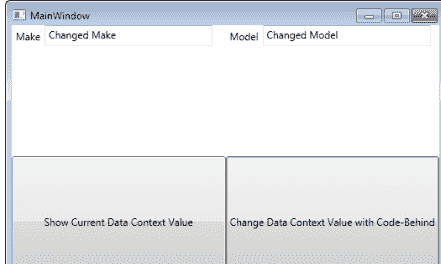 MainWindow
Make Changed Make Model Changed Model
Show Current Data Context Value Change Data Context Value with Code-Behind